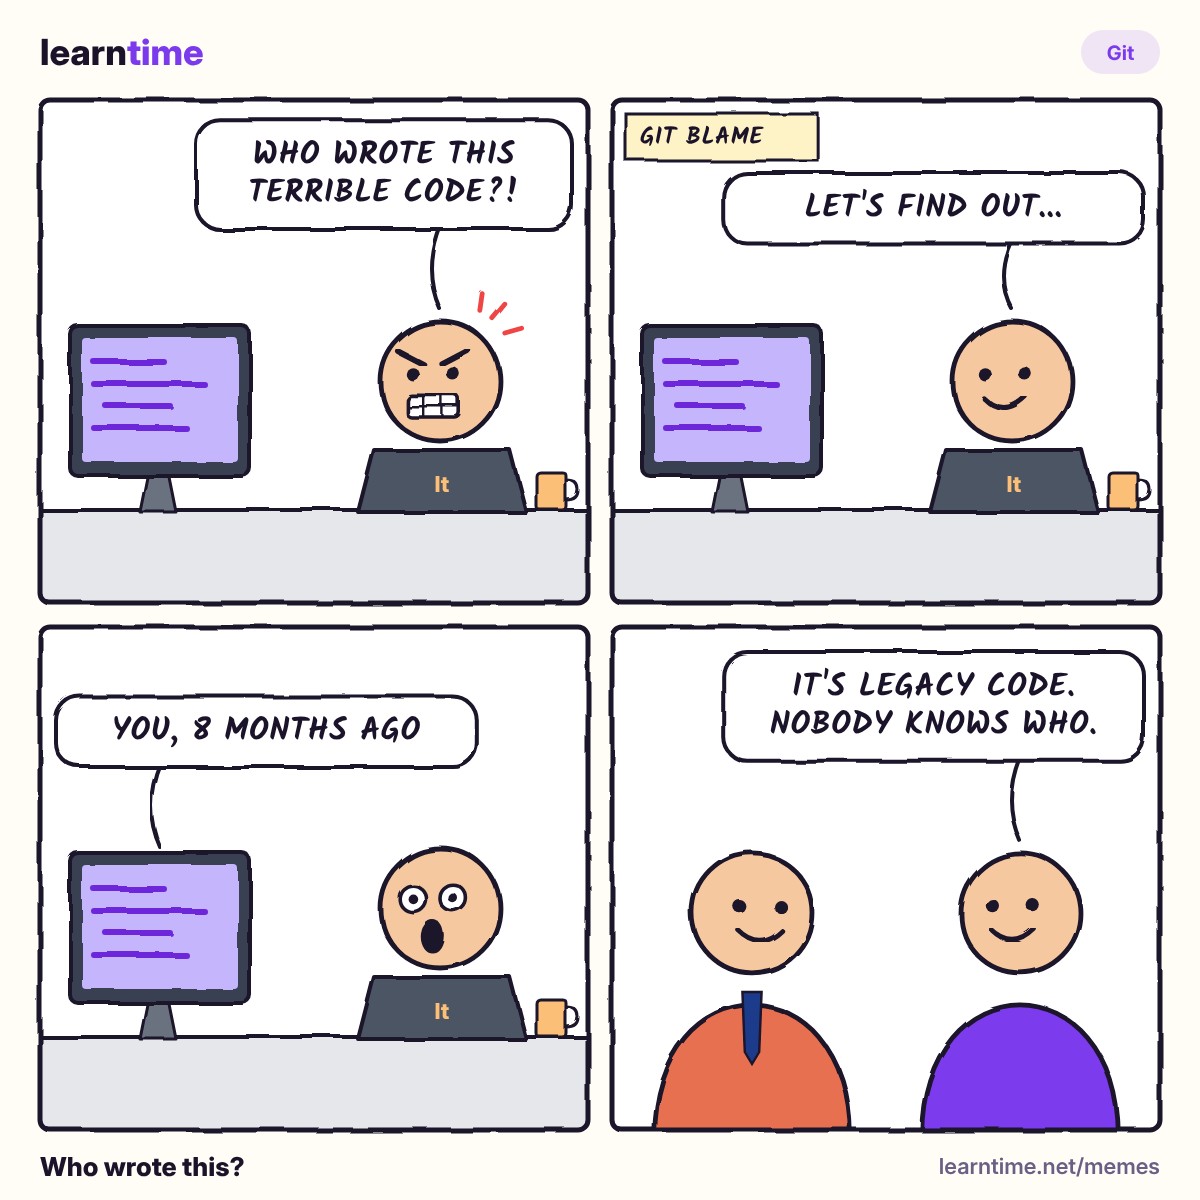 learntime
Git
WHO WROTE THIS
TERRIBLE CODE?!
lt
GIT BLAME
LET'S FIND OUT...
lt
YOU, 8 MONTHS AGO
lt
IT'S LEGACY CODE.
NOBODY KNOWS WHO.
Who wrote this?
learntime.net/memes